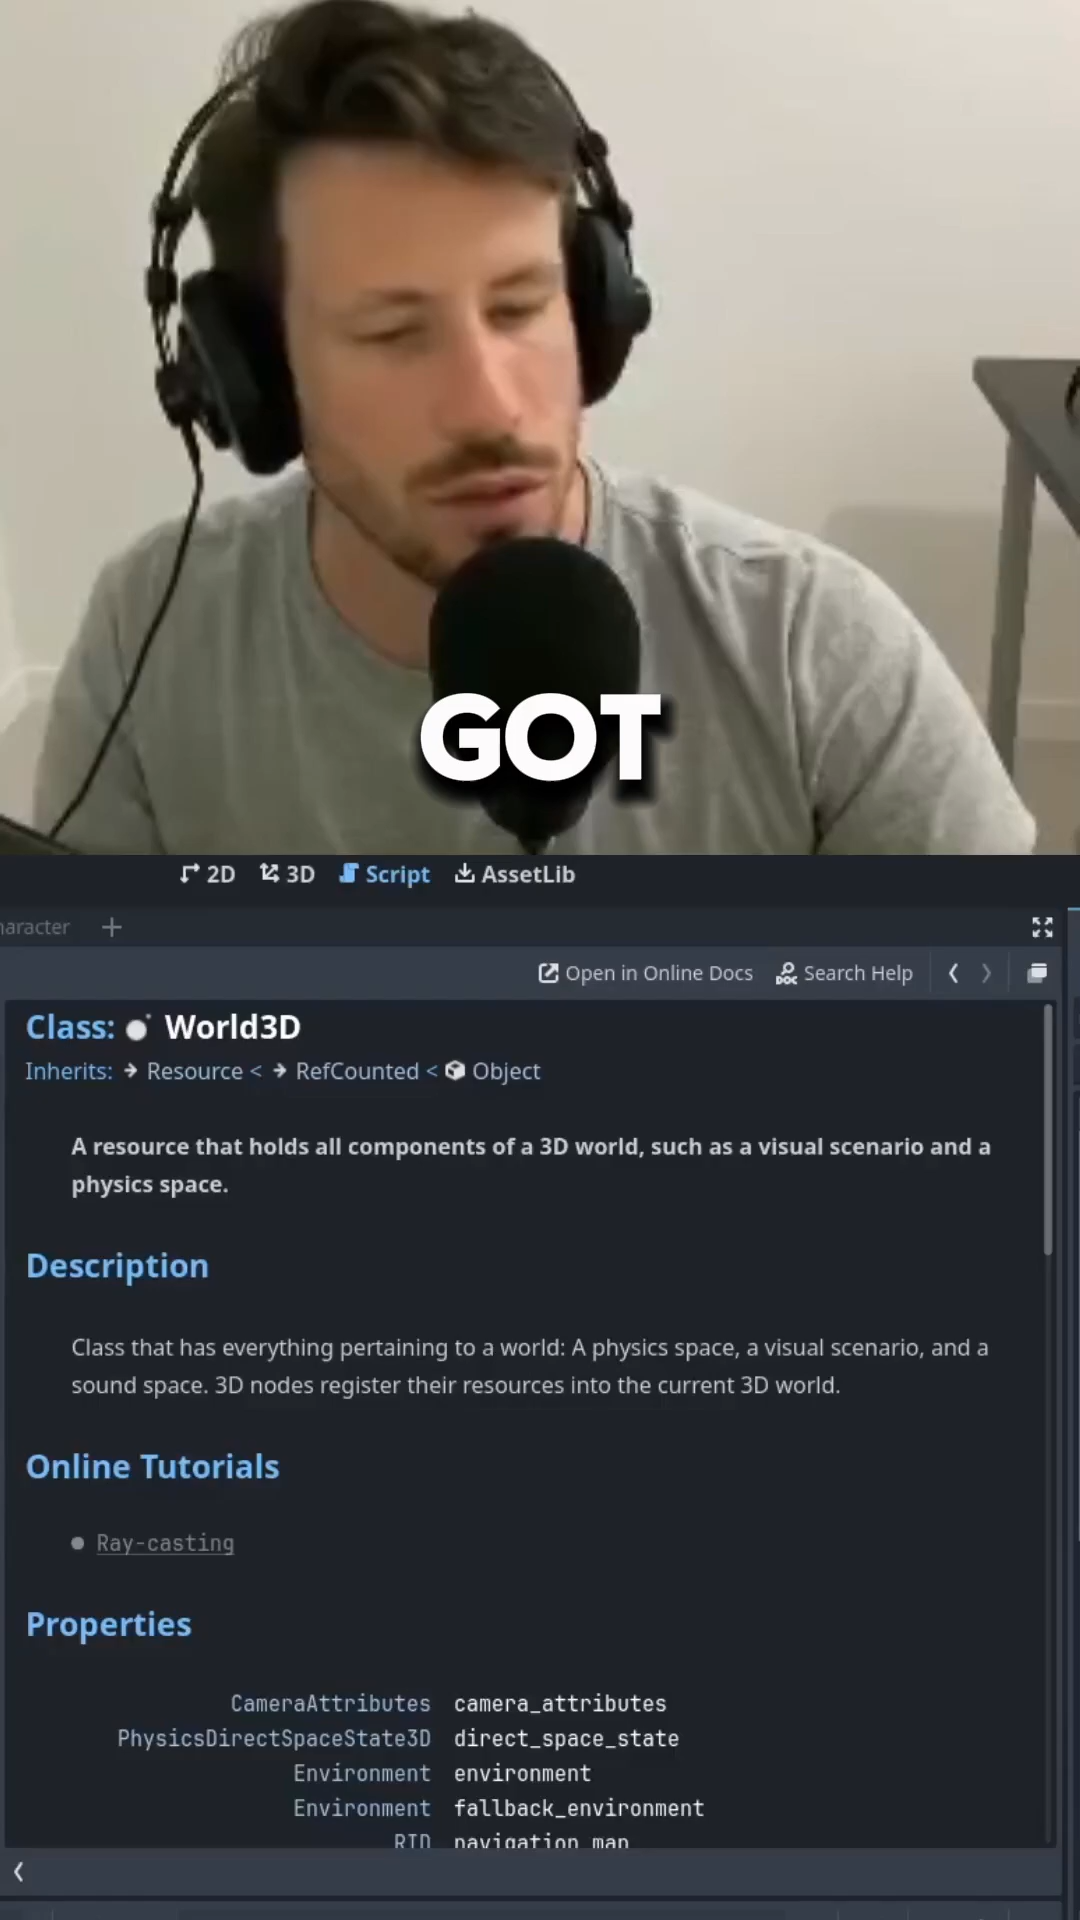 GOT
2D 3D Script AssetLib
haracter +
Open in Online Docs Search Help
Class: World3D
Inherits: Resource < RefCounted < Object
A resource that holds all components of a 3D world, such as a visual scenario and a
physics space.
Description
Class that has everything pertaining to a world: A physics space, a visual scenario, and a
sound space. 3D nodes register their resources into the current 3D world.
Online Tutorials
Ray-casting
Properties
CameraAttributes camera_attributes
PhysicsDirectSpaceState3D direct_space_state
Environment environment
Environment fallback_environment
RID navigation_map